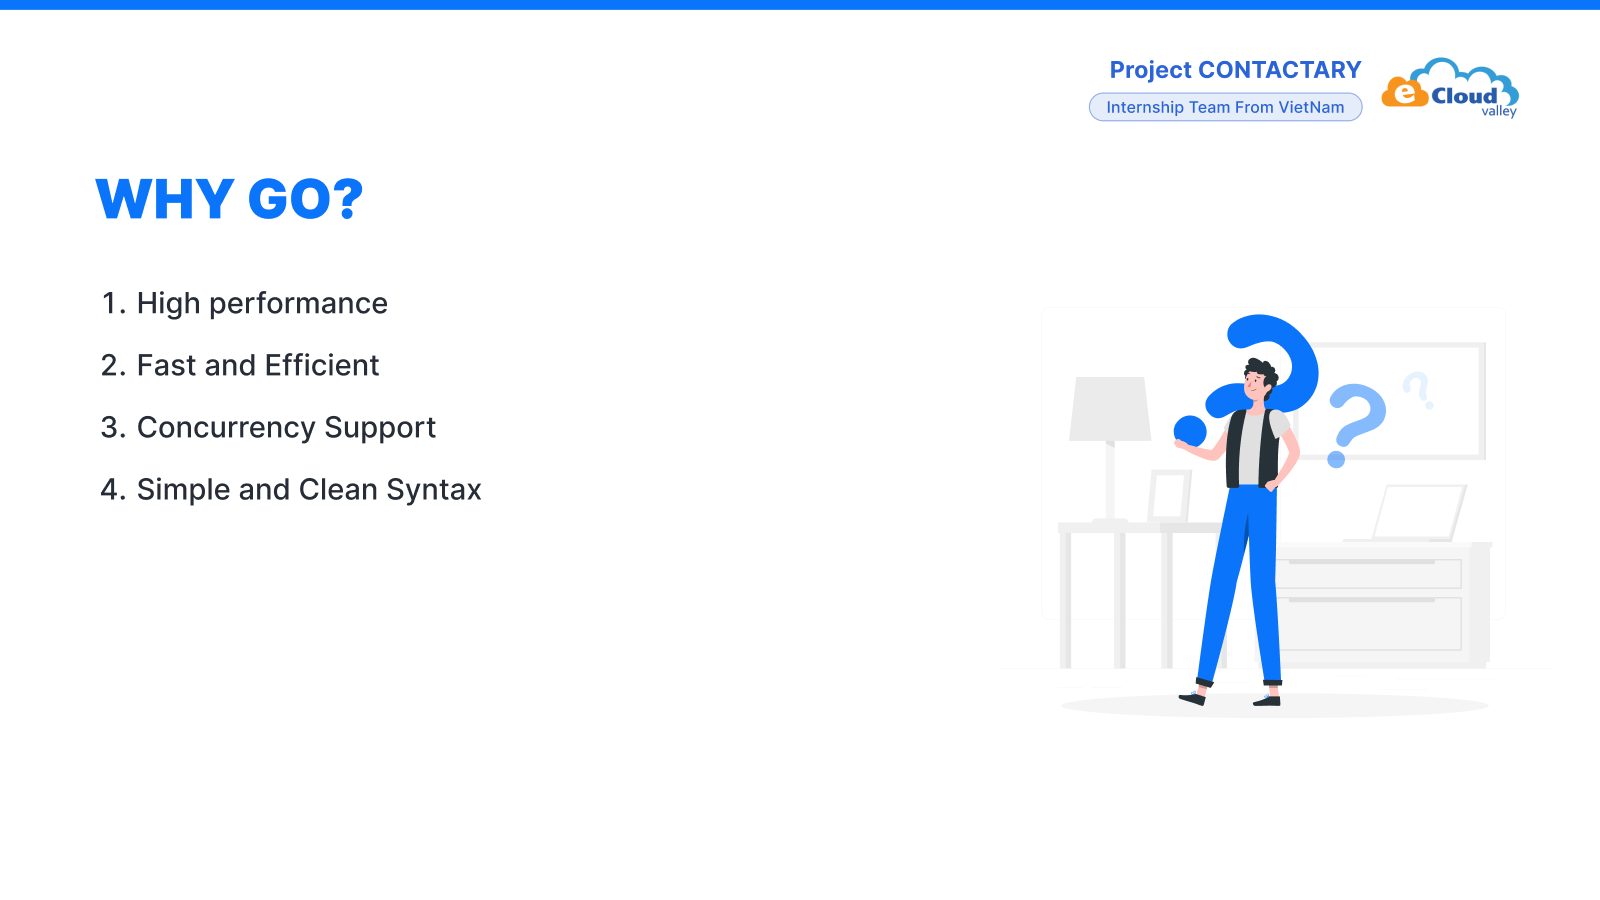 Project CONTACTARY
Internship Team From VietNam
e Cloud
valley
WHY GO?
1. High performance
2. Fast and Efficient
3. Concurrency Support
4. Simple and Clean Syntax